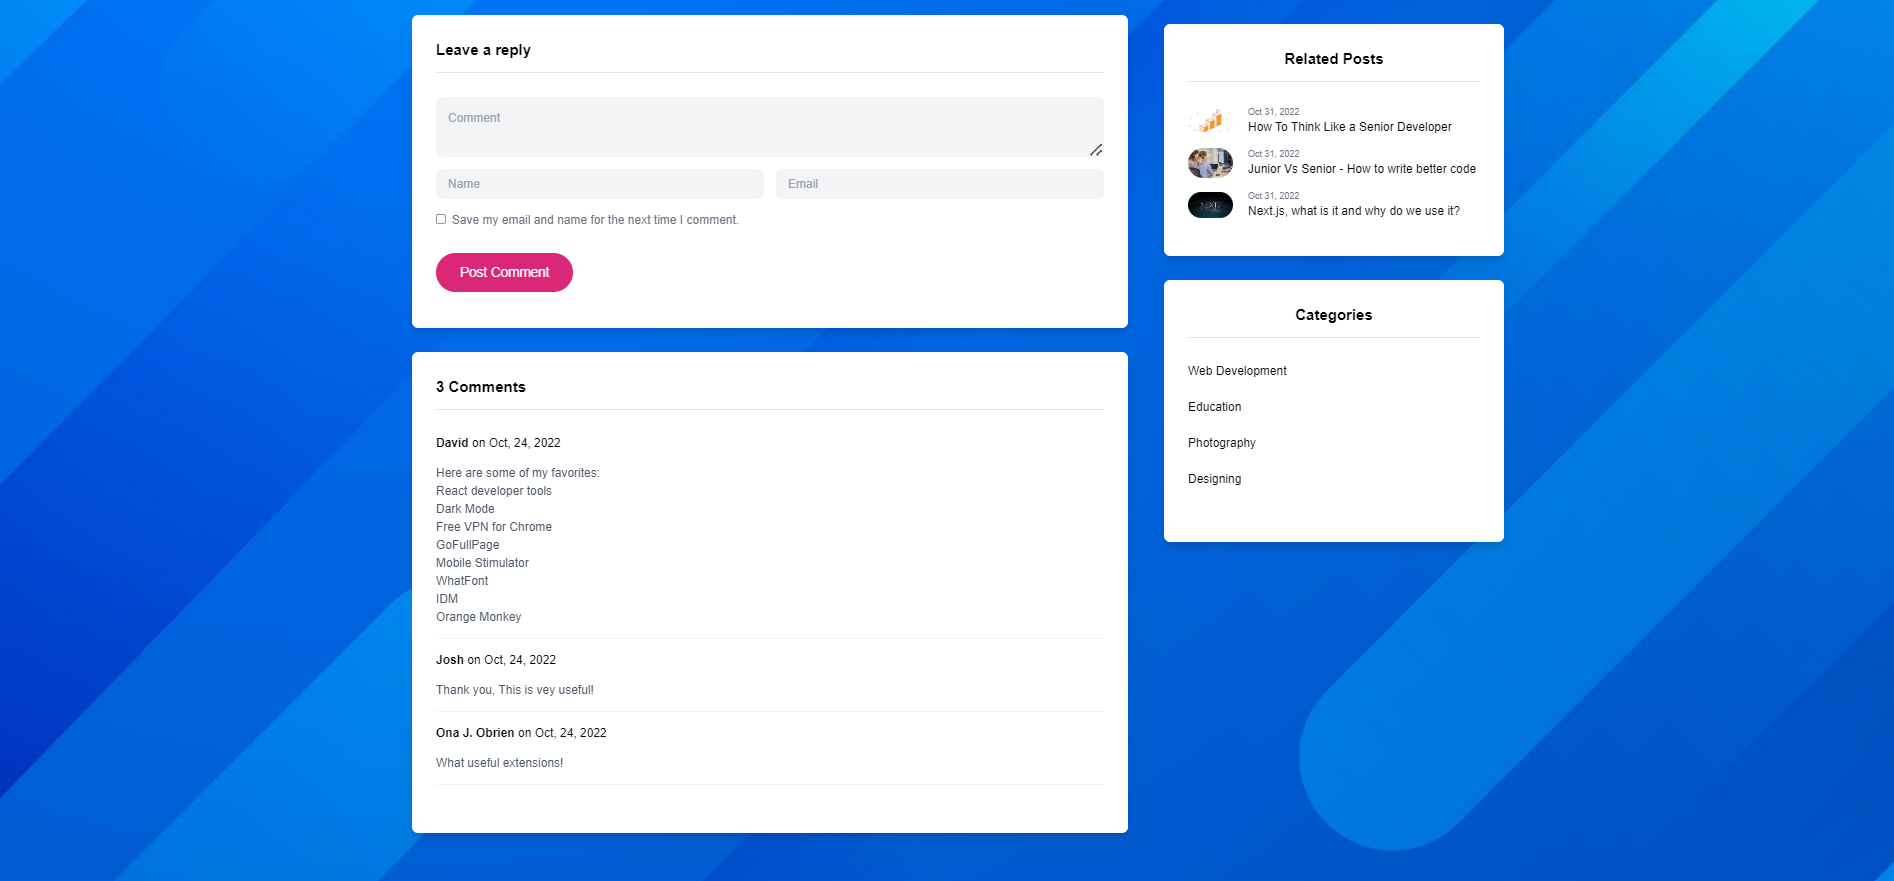 Leave a reply
Comment
Name
Email
Save my email and name for the next time I comment.
Post Comment
3 Comments
David on Oct, 24, 2022
Here are some of my favorites:
React developer tools
Dark Mode
Free VPN for Chrome
GoFullPage
Mobile Stimulator
WhatFont
IDM
Orange Monkey
Josh on Oct, 24, 2022
Thank you, This is vey useful!
Ona J. Obrien on Oct, 24, 2022
What useful extensions!
Related Posts
Oct 31, 2022
How To Think Like a Senior Developer
Oct 31, 2022
Junior Vs Senior - How to write better code
NEXT
Oct 31, 2022
Next.js, what is it and why do we use it?
Categories
Web Development
Education
Photography
Designing